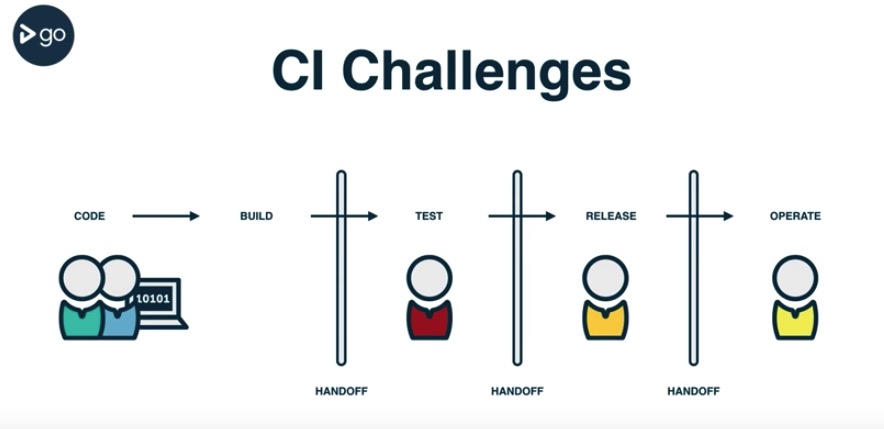 go
CI Challenges
CODE BUILD TEST RELEASE OPERATE
10101
HANDOFF HANDOFF HANDOFF